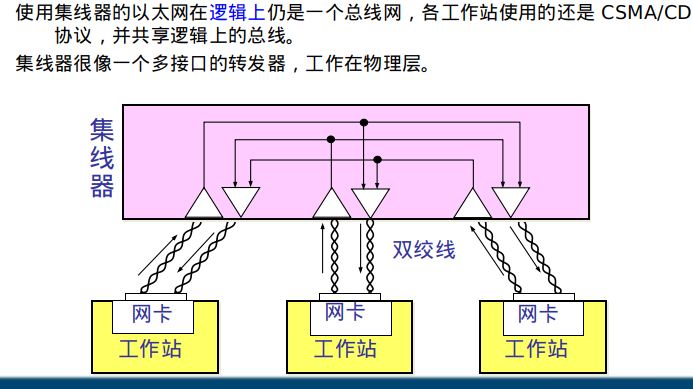 使用集线器的以太网在逻辑上仍是一个总线网，各工作站使用的还是 CSMA/CD
协议，并共享逻辑上的总线。
集线器很像一个多接口的转发器，工作在物理层。
集
线
器
双绞线
网卡
网卡
网卡
工作站
工作站
工作站